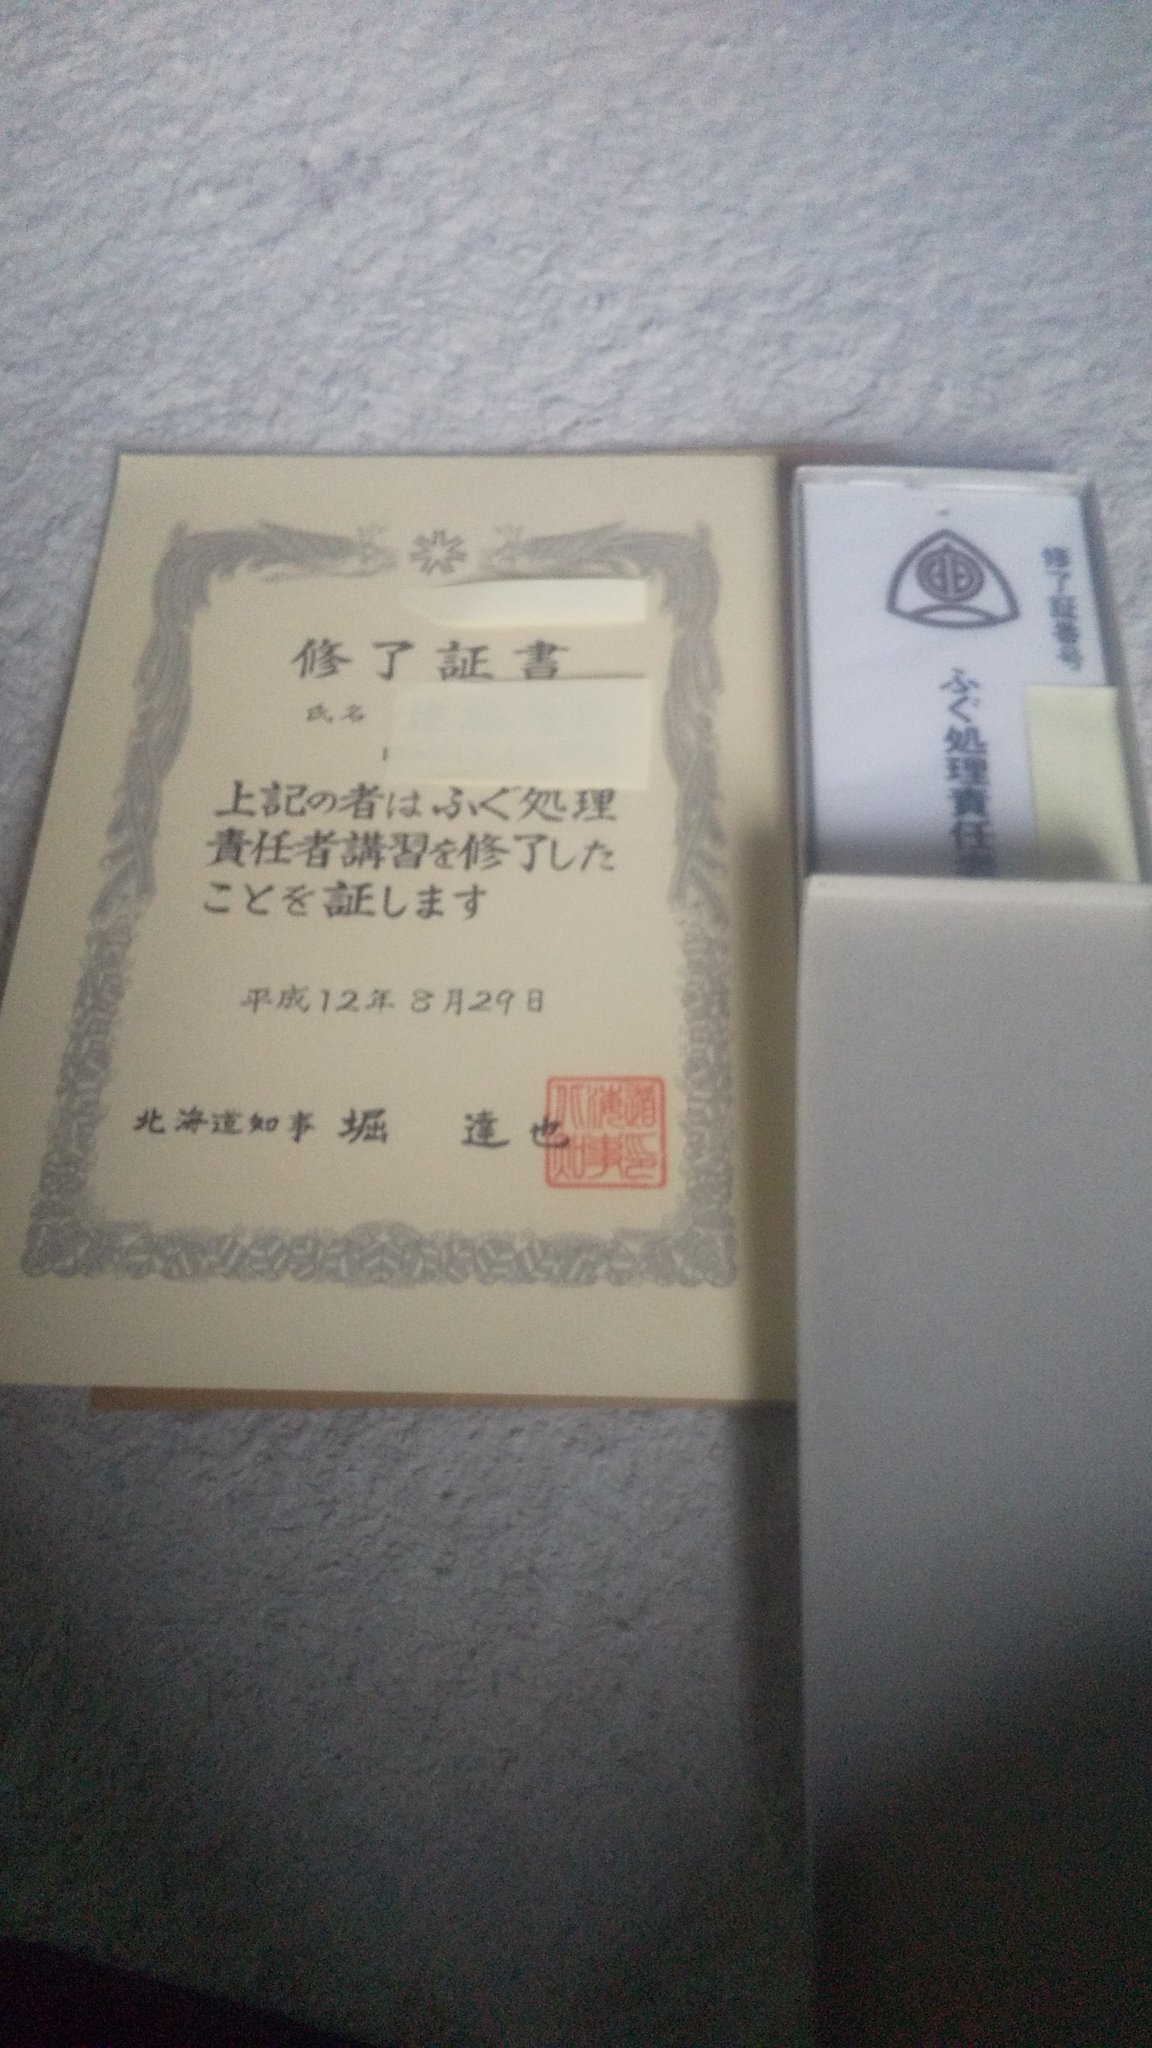 修了証書
氏名
上記の者はふぐ処理
責任者講習を修了した
ことを証します
平成12年8月29日
北海道知事 堀 達也
修了証番号
ふぐ処理責任